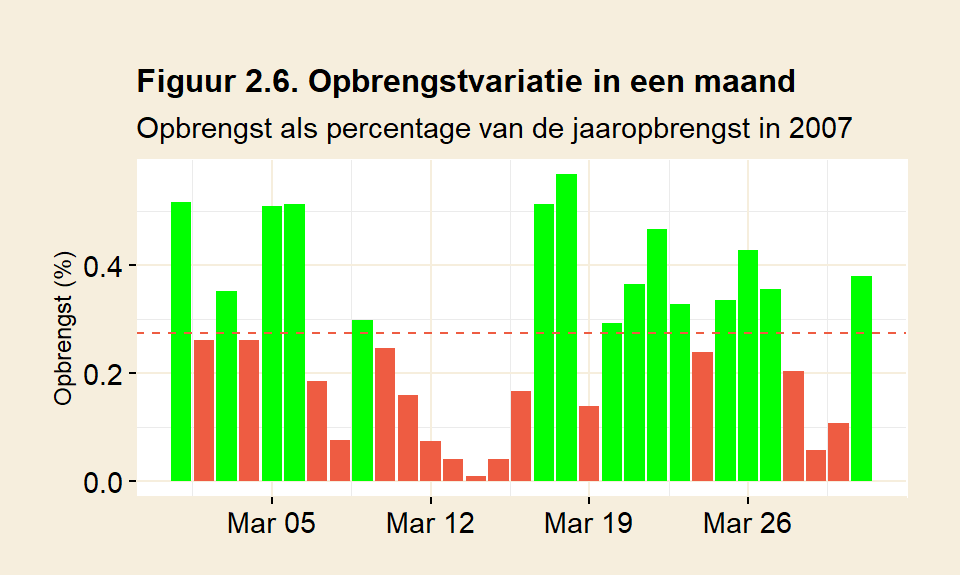 Figuur 2.6. Opbrengstvariatie in een maand
Opbrengst als percentage van de jaaropbrengst in 2007
Opbrengst (%)
0.4
0.2
0.0
Mar 05
Mar 12
Mar 19
Mar 26